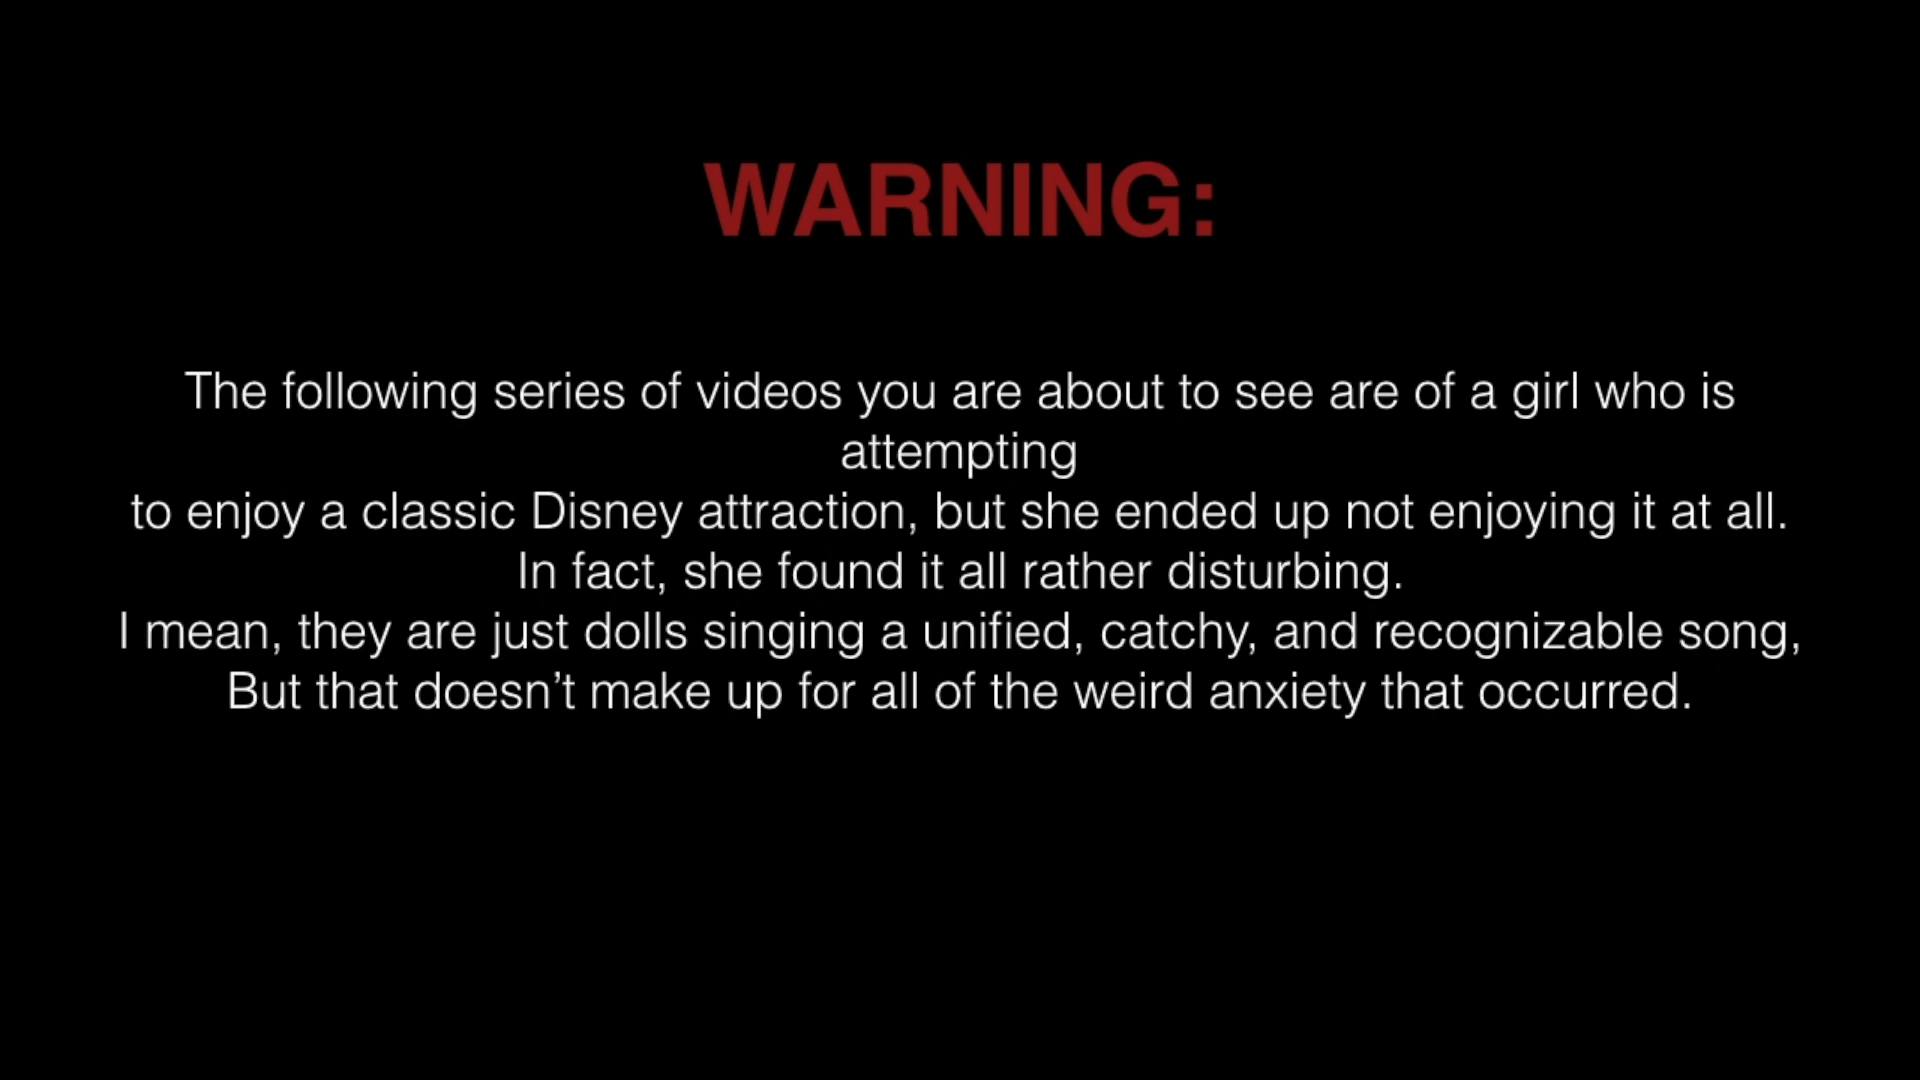 WARNING:
The following series of videos you are about to see are of a girl who is
attempting
to enjoy a classic Disney attraction, but she ended up not enjoying it at all.
In fact, she found it all rather disturbing.
I mean, they are just dolls singing a unified, catchy, and recognizable song,
But that doesn’t make up for all of the weird anxiety that occurred.